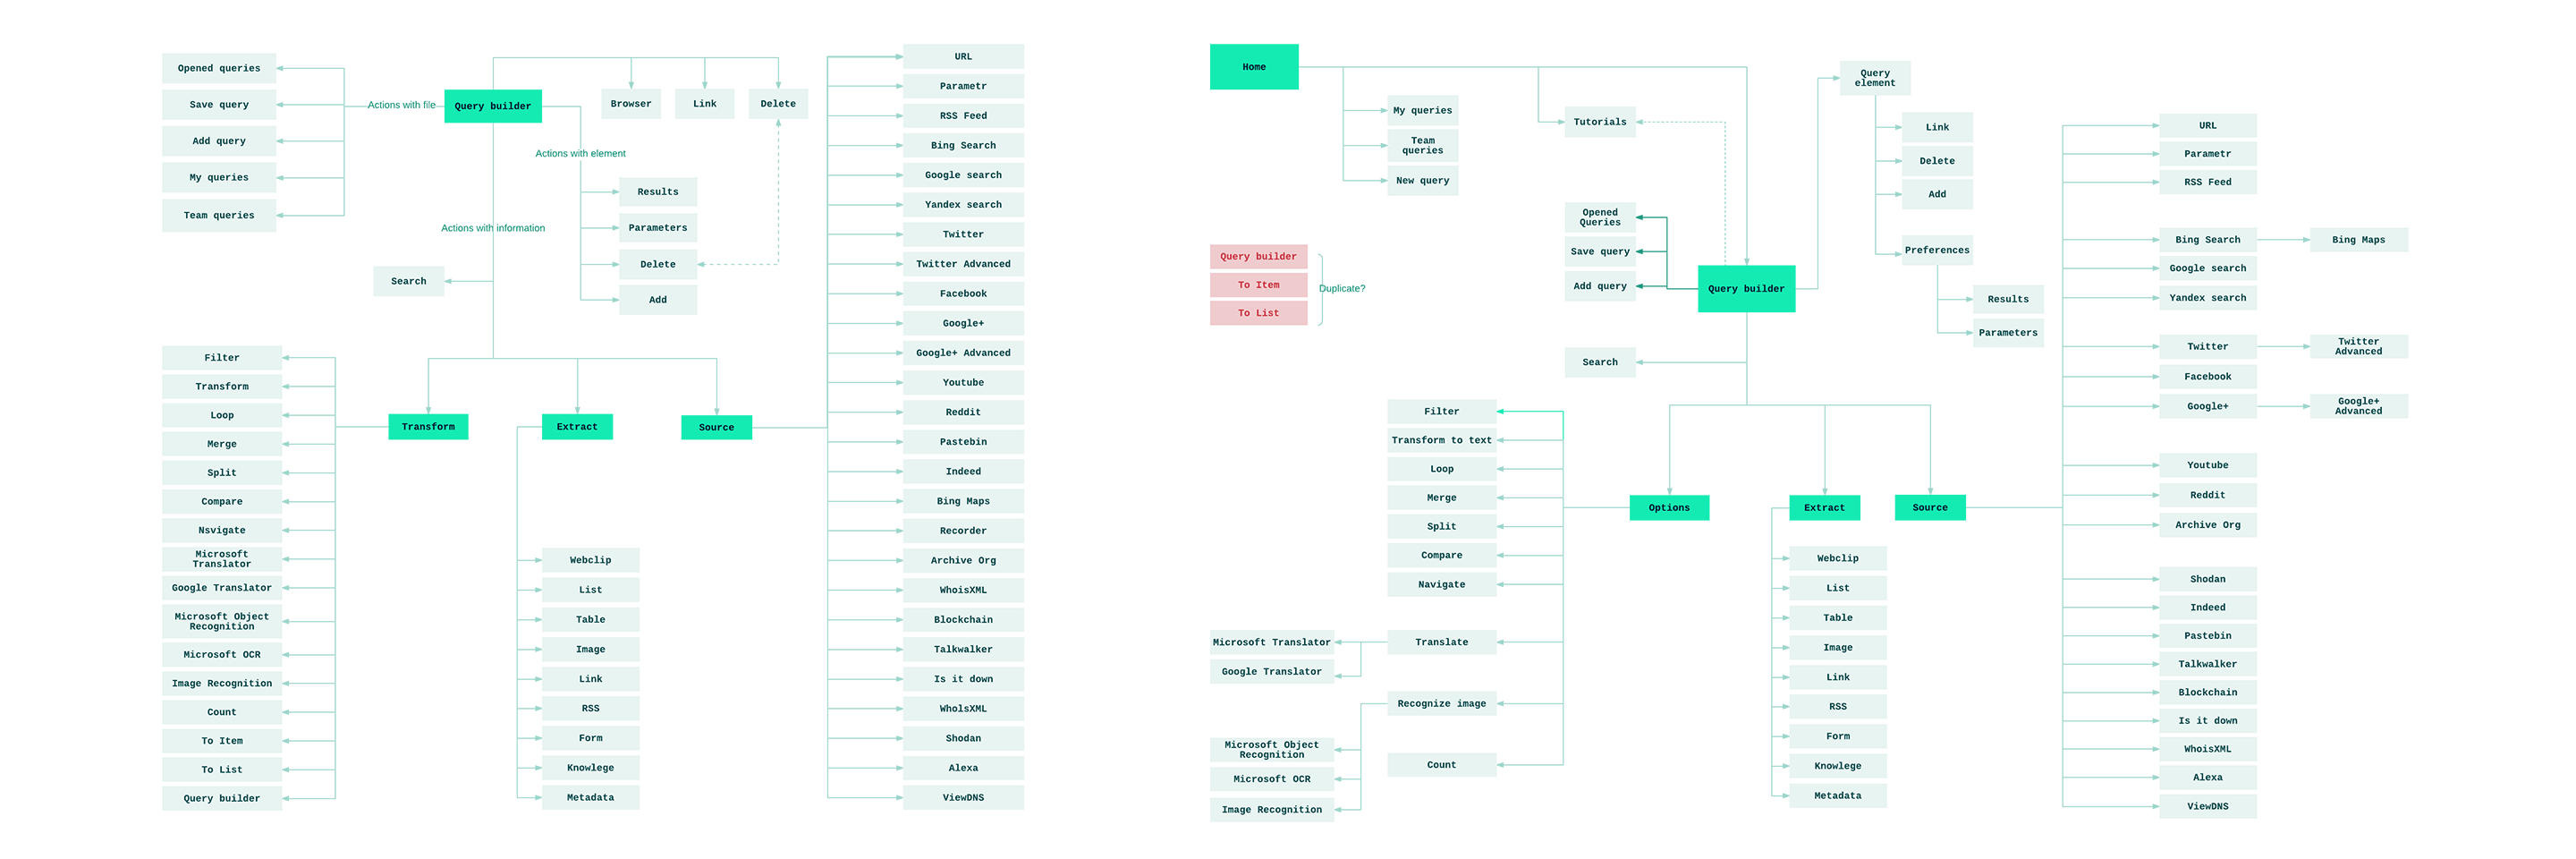 Opened queries
Save query
Add query
My queries
Team queries
Actions with file
Query builder
Browser
Link
Delete
Actions with element
Results
Parameters
Delete
Add
Actions with information
Search
Transform
Extract
Source
Filter
Transform
Loop
Merge
Split
Compare
Nsvigate
Microsoft
Translator
Google Translator
Microsoft Object
Recognition
Microsoft OCR
Image Recognition
Count
To Item
To List
Query builder
Webclip
List
Table
Image
Link
RSS
Form
Knowlege
Metadata
URL
Parametr
RSS Feed
Bing Search
Google search
Yandex search
Twitter
Twitter Advanced
Facebook
Google+
Google+ Advanced
Youtube
Reddit
Pastebin
Indeed
Bing Maps
Recorder
Archive Org
WhoisXML
Blockchain
Talkwalker
Is it down
WholsXML
Shodan
Alexa
ViewDNS
Home
My queries
Team
queries
New query
Tutorials
Query builder
To Item
To List
Duplicate?
Opened
Queries
Save query
Add query
Query builder
Search
Query
element
Link
Delete
Add
Preferences
Results
Parameters
Options
Extract
Source
Filter
Transform to text
Loop
Merge
Split
Compare
Navigate
Translate
Microsoft Translator
Google Translator
Recognize image
Microsoft Object
Recognition
Microsoft OCR
Image Recognition
Count
Webclip
List
Table
Image
Link
RSS
Form
Knowlege
Metadata
URL
Parametr
RSS Feed
Bing Search
Bing Maps
Google search
Yandex search
Twitter
Twitter
Advanced
Facebook
Google+
Google+
Advanced
Youtube
Reddit
Archive Org
Shodan
Indeed
Pastebin
Talkwalker
Blockchain
Is it down
WhoisXML
Alexa
ViewDNS